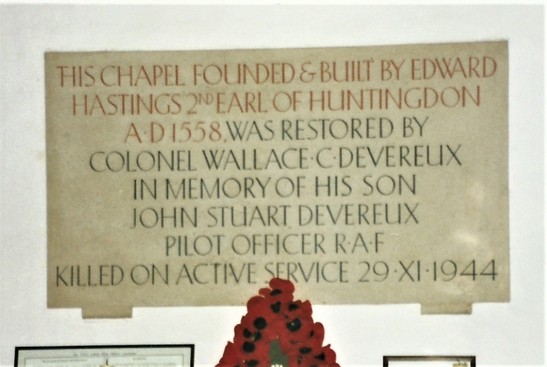 THIS CHAPEL FOUNDED & BUILT BY EDWARD
HASTINGS 2ND EARL OF HUNTINGDON
A·D 1558, WAS RESTORED BY
COLONEL WALLACE·C·DEVEREUX
IN MEMORY OF HIS SON
JOHN STUART DEVEREUX
PILOT OFFICER R·A·F
KILLED ON ACTIVE SERVICE 29·XI·1944